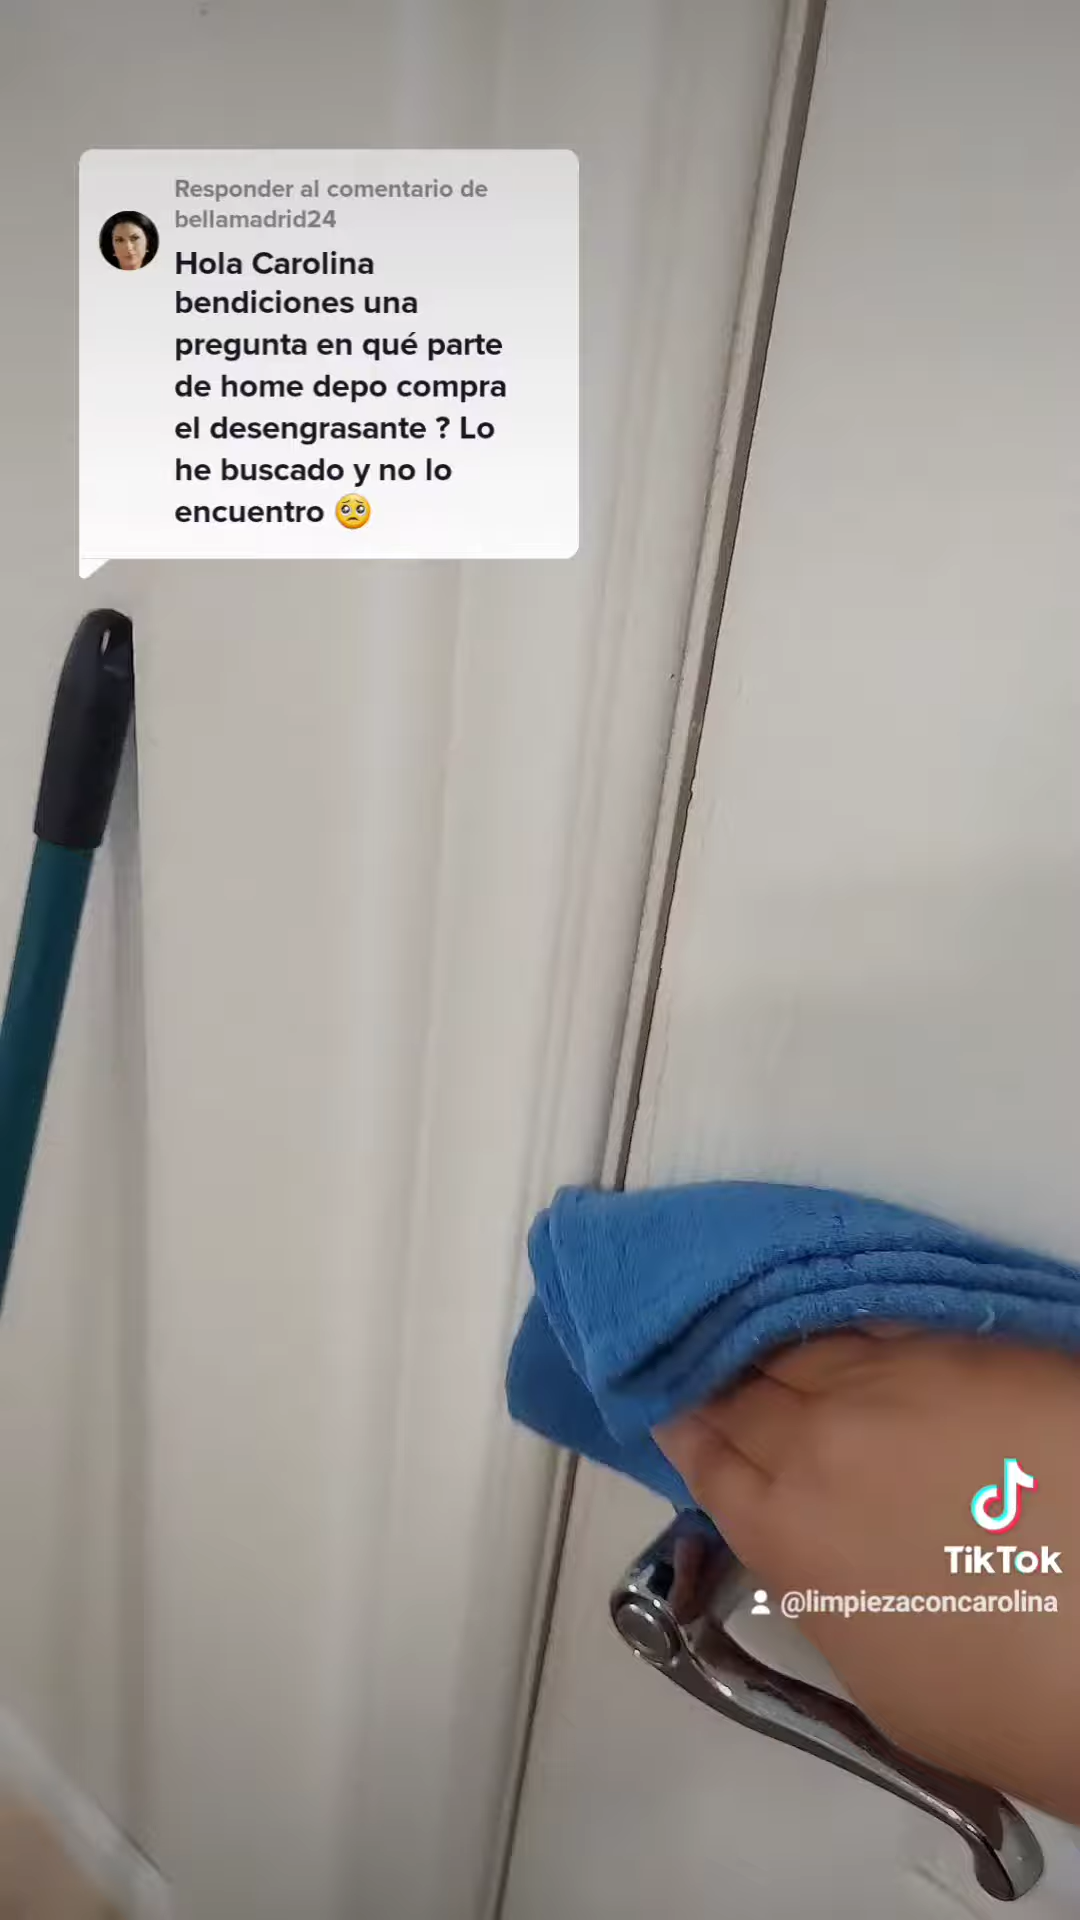 Responder al comentario de
bellamadrid24
Hola Carolina
bendiciones una
pregunta en qué parte
de home depo compra
el desengrasante ? Lo
he buscado y no lo
encuentro 🥺
TikTok
@limpiezaconcarolina